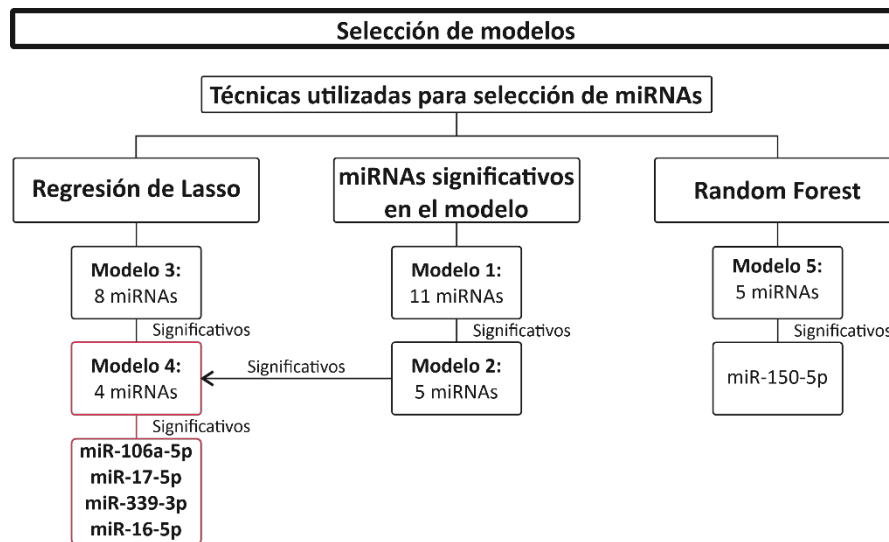 Selección de modelos
Técnicas utilizadas para selección de miRNAs
Regresión de Lasso
miRNAs significativos
en el modelo
Random Forest
Modelo 3:
8 miRNAs
Modelo 1:
11 miRNAs
Modelo 5:
5 miRNAs
Significativos
Significativos
Significativos
Modelo 4:
4 miRNAs
Significativos
Modelo 2:
5 miRNAs
miR-150-5p
Significativos
miR-106a-5p
miR-17-5p
miR-339-3p
miR-16-5p